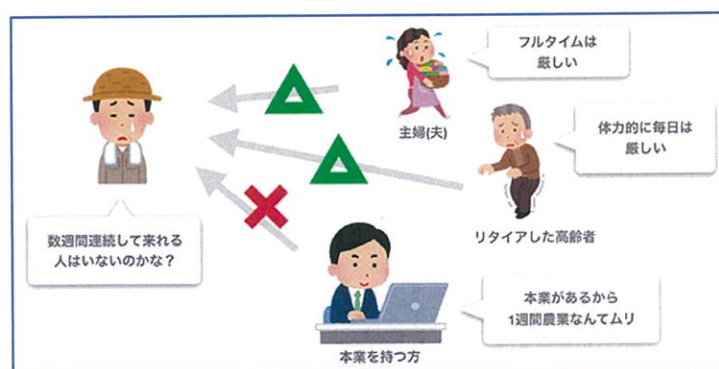 フルタイムは
厳しい
主婦(夫)
体力的に毎日は
厳しい
リタイアした高齢者
数週間連続して来れる
人はいないのかな？
本業があるから
1週間農業なんてムリ
本業を持つ方